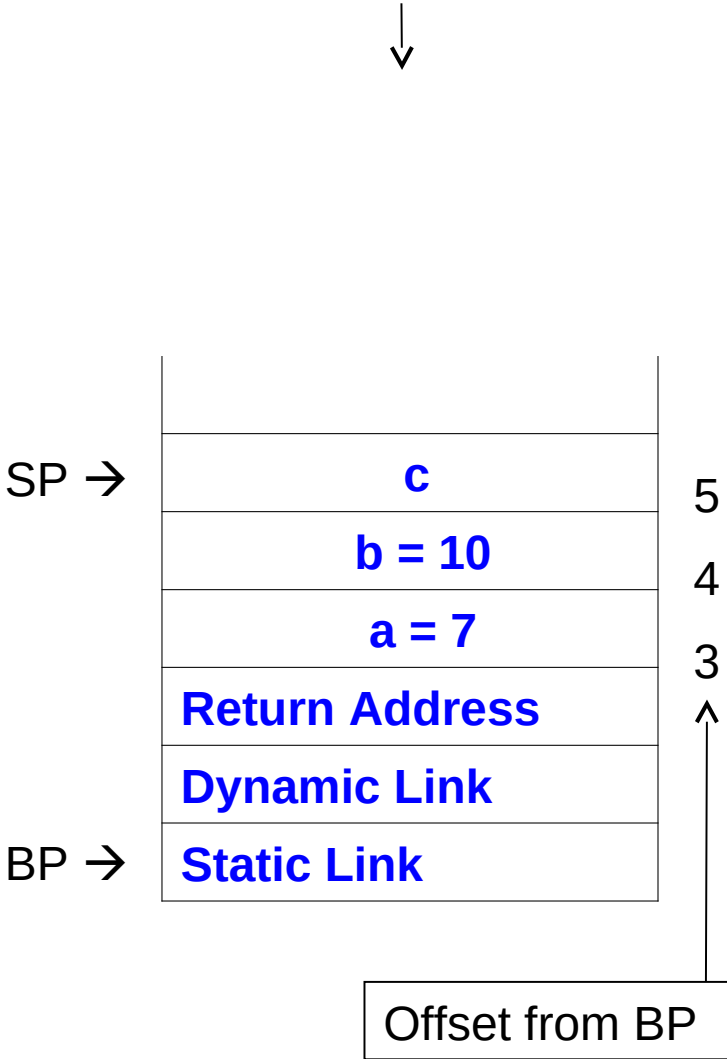 SP → c
5
b = 10
4
a = 7
3
Return Address
Dynamic Link
BP → Static Link
Offset from BP